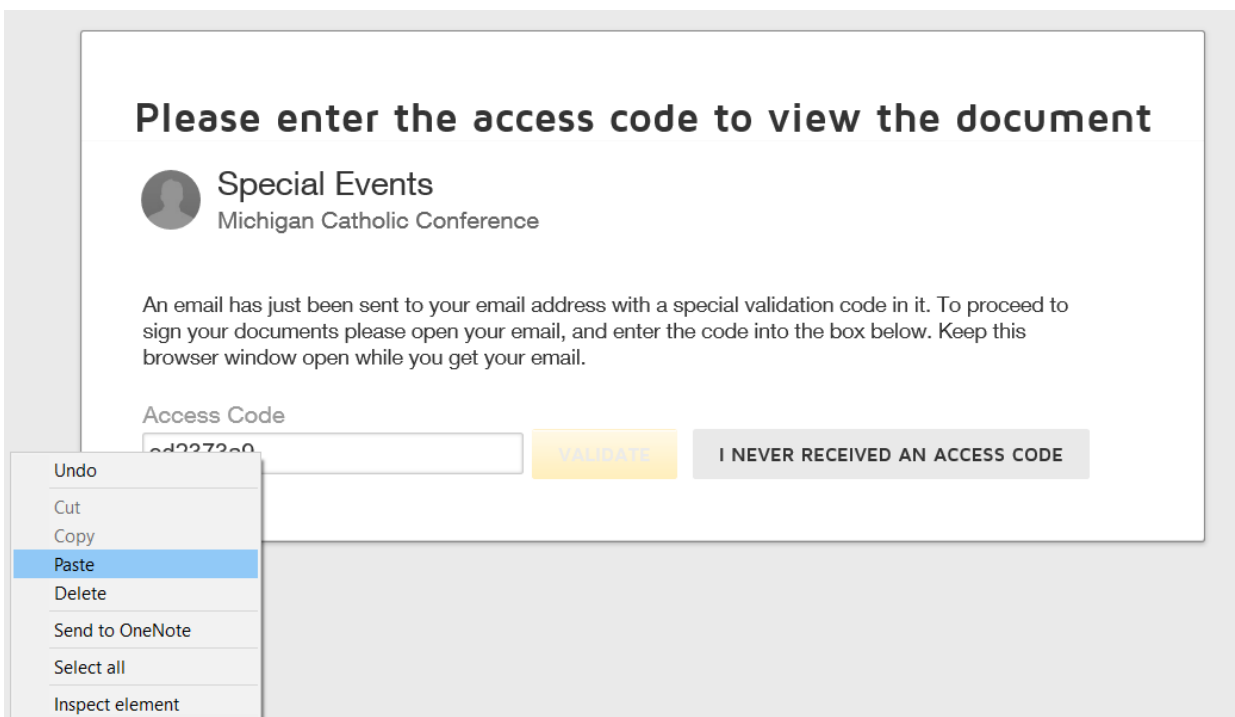 Please enter the access code to view the document
Special Events
Michigan Catholic Conference
An email has just been sent to your email address with a special validation code in it. To proceed to
sign your documents please open your email, and enter the code into the box below. Keep this
browser window open while you get your email.
Access Code
VALIDATE
I NEVER RECEIVED AN ACCESS CODE
Undo
Cut
Copy
Paste
Delete
Send to OneNote
Select all
Inspect element